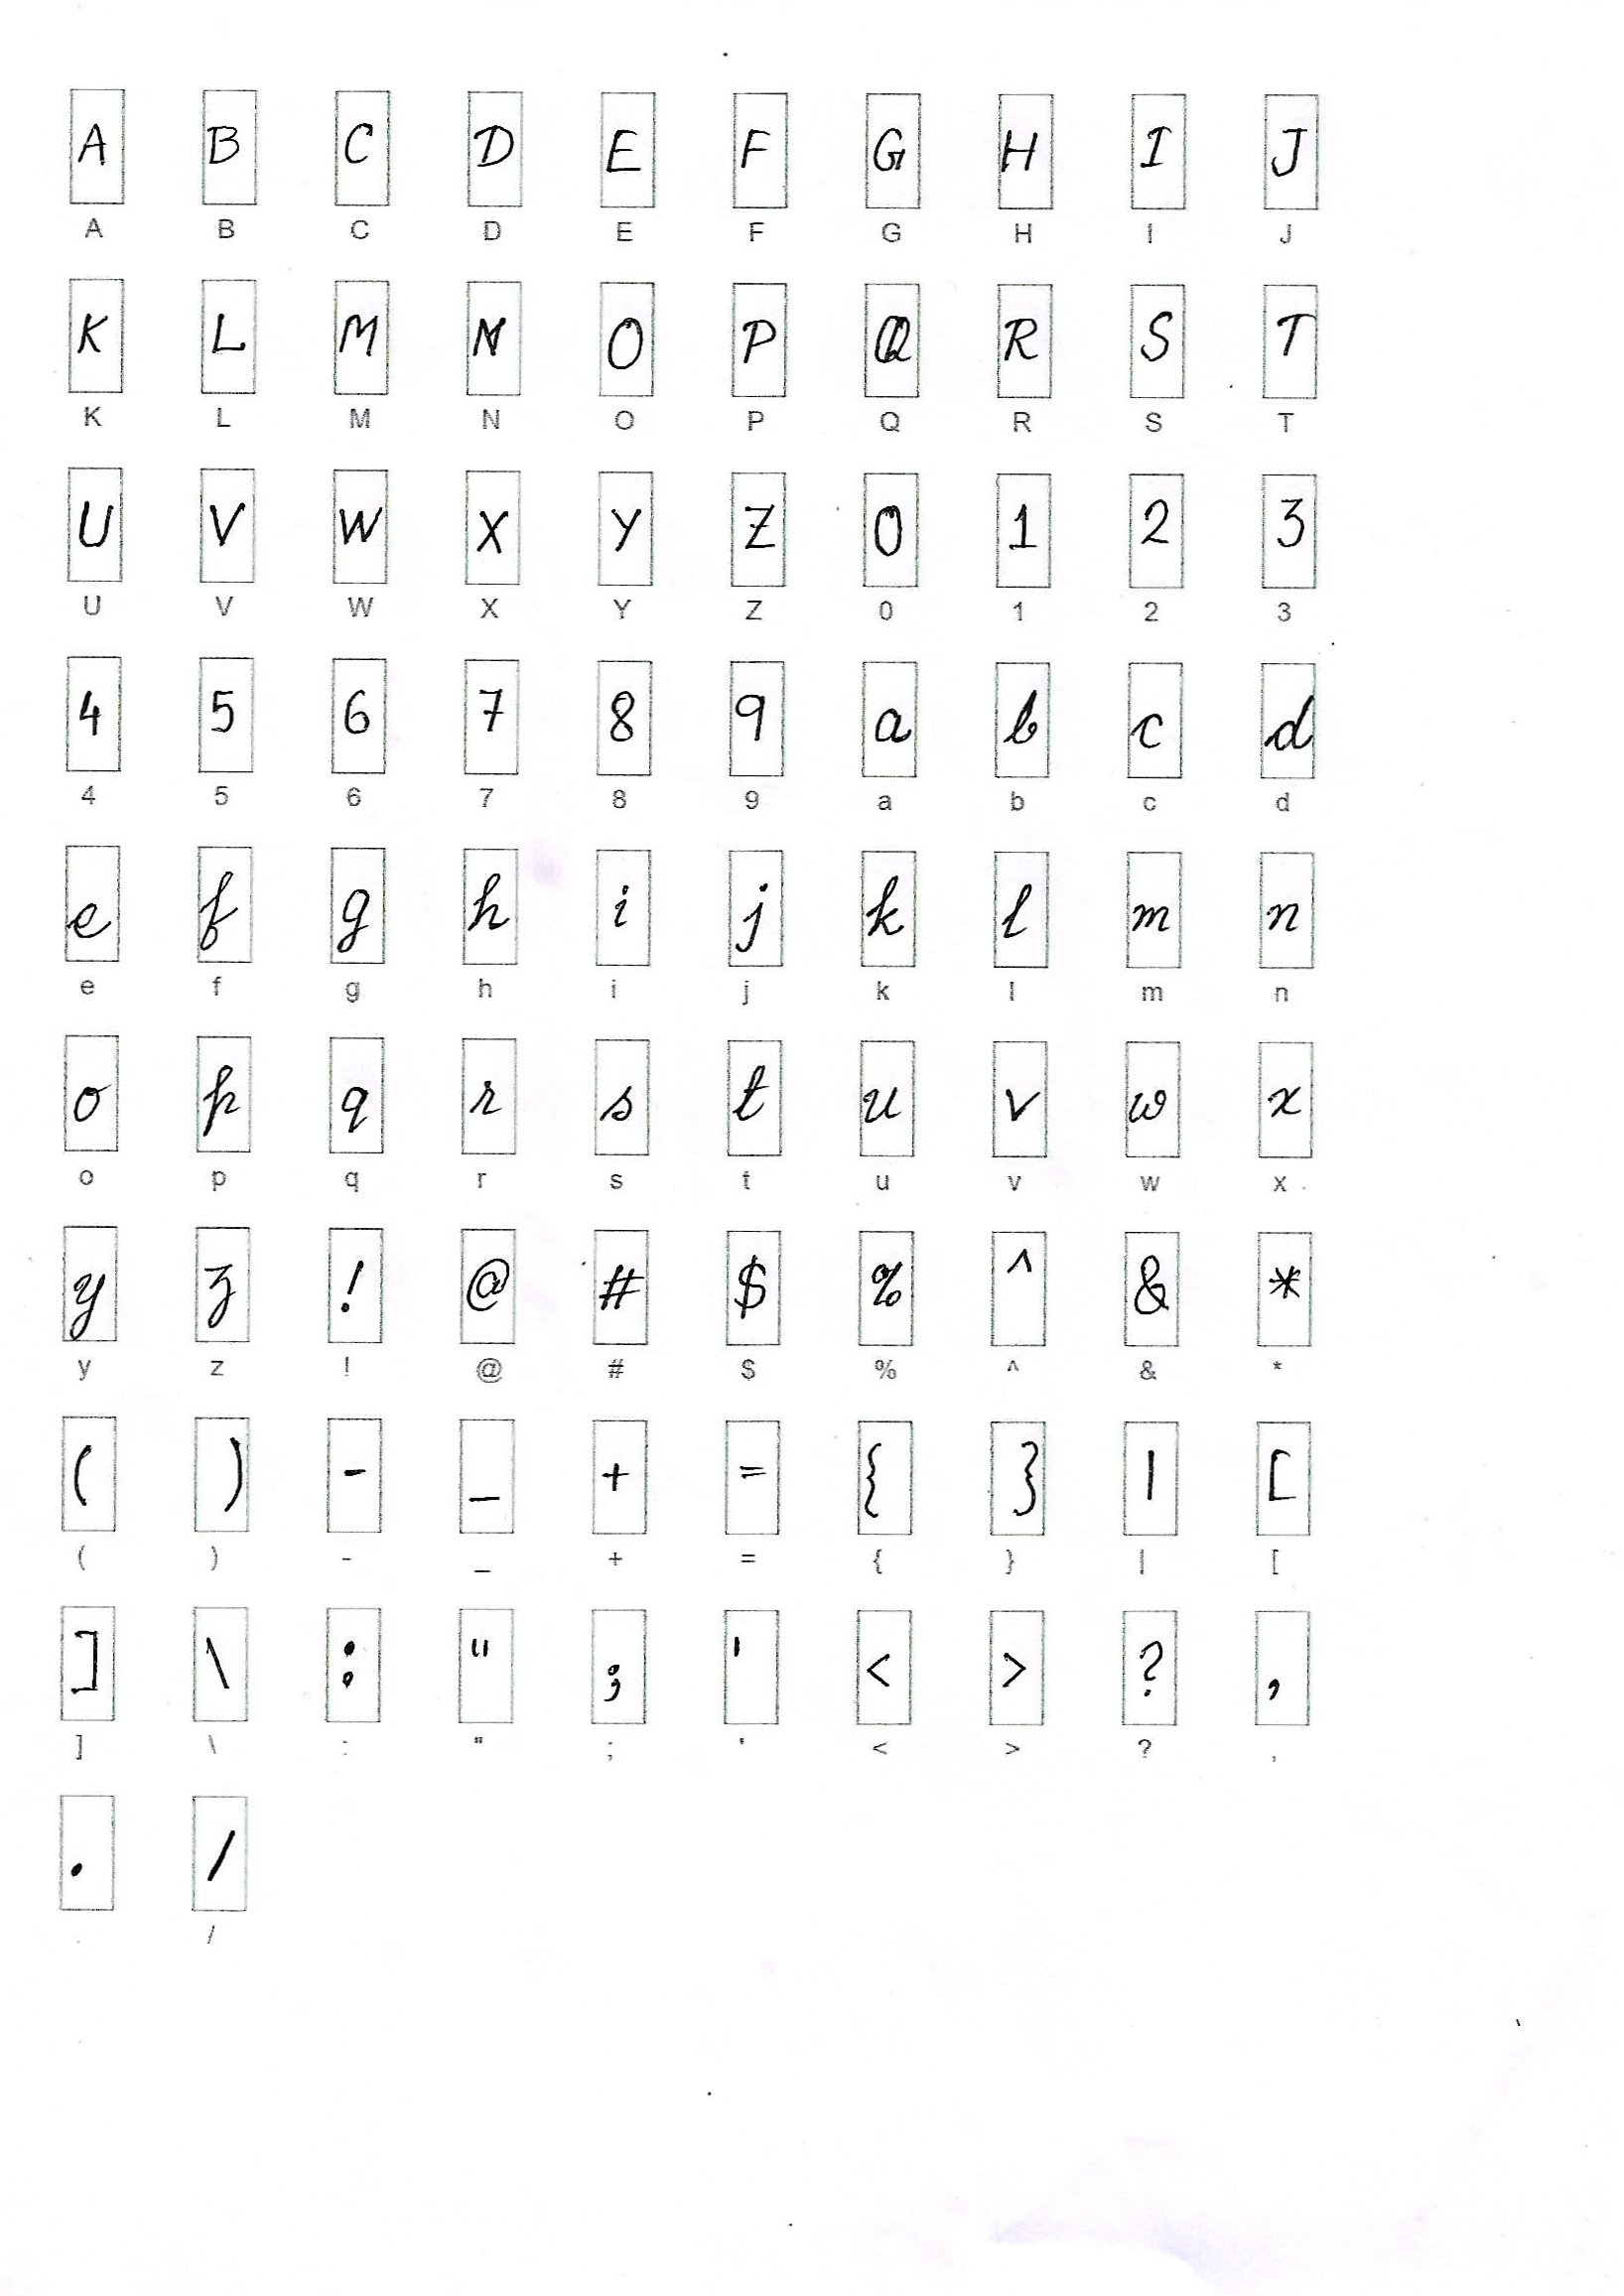 A B C D E F G H I J
A B C D E F G H I J
K L M N O P Q R S T
K L M N O P Q R S T
U V W X Y Z 0 1 2 3
U V W X Y Z 0 1 2 3
4 5 6 7 8 9 a b c d
4 5 6 7 8 9 a b c d
e f g h i j k l m n
e f g h i j k l m n
o p q r s t u v w x
o p q r s t u v w x
y z ! @ # $ % ^ & *
y z ! @ # $ % ^ & *
( ) - _ + = { } | [
( ) - _ + = { } | [
] \ : " ; ' < > ? ,
] \ : " ; ' < > ? ,
. /
. /